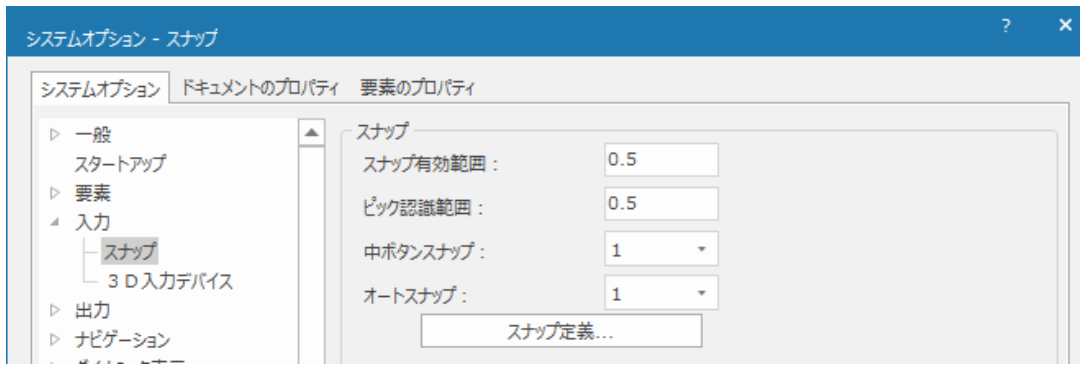 システムオプション - スナップ
?
システムオプション ドキュメントのプロパティ 要素のプロパティ
一般
スタートアップ
要素
入力
スナップ
３Ｄ入力デバイス
出力
ナビゲーション
スナップ
スナップ有効範囲： 0.5
ピック認識範囲： 0.5
中ボタンスナップ： 1
オートスナップ： 1
スナップ定義...